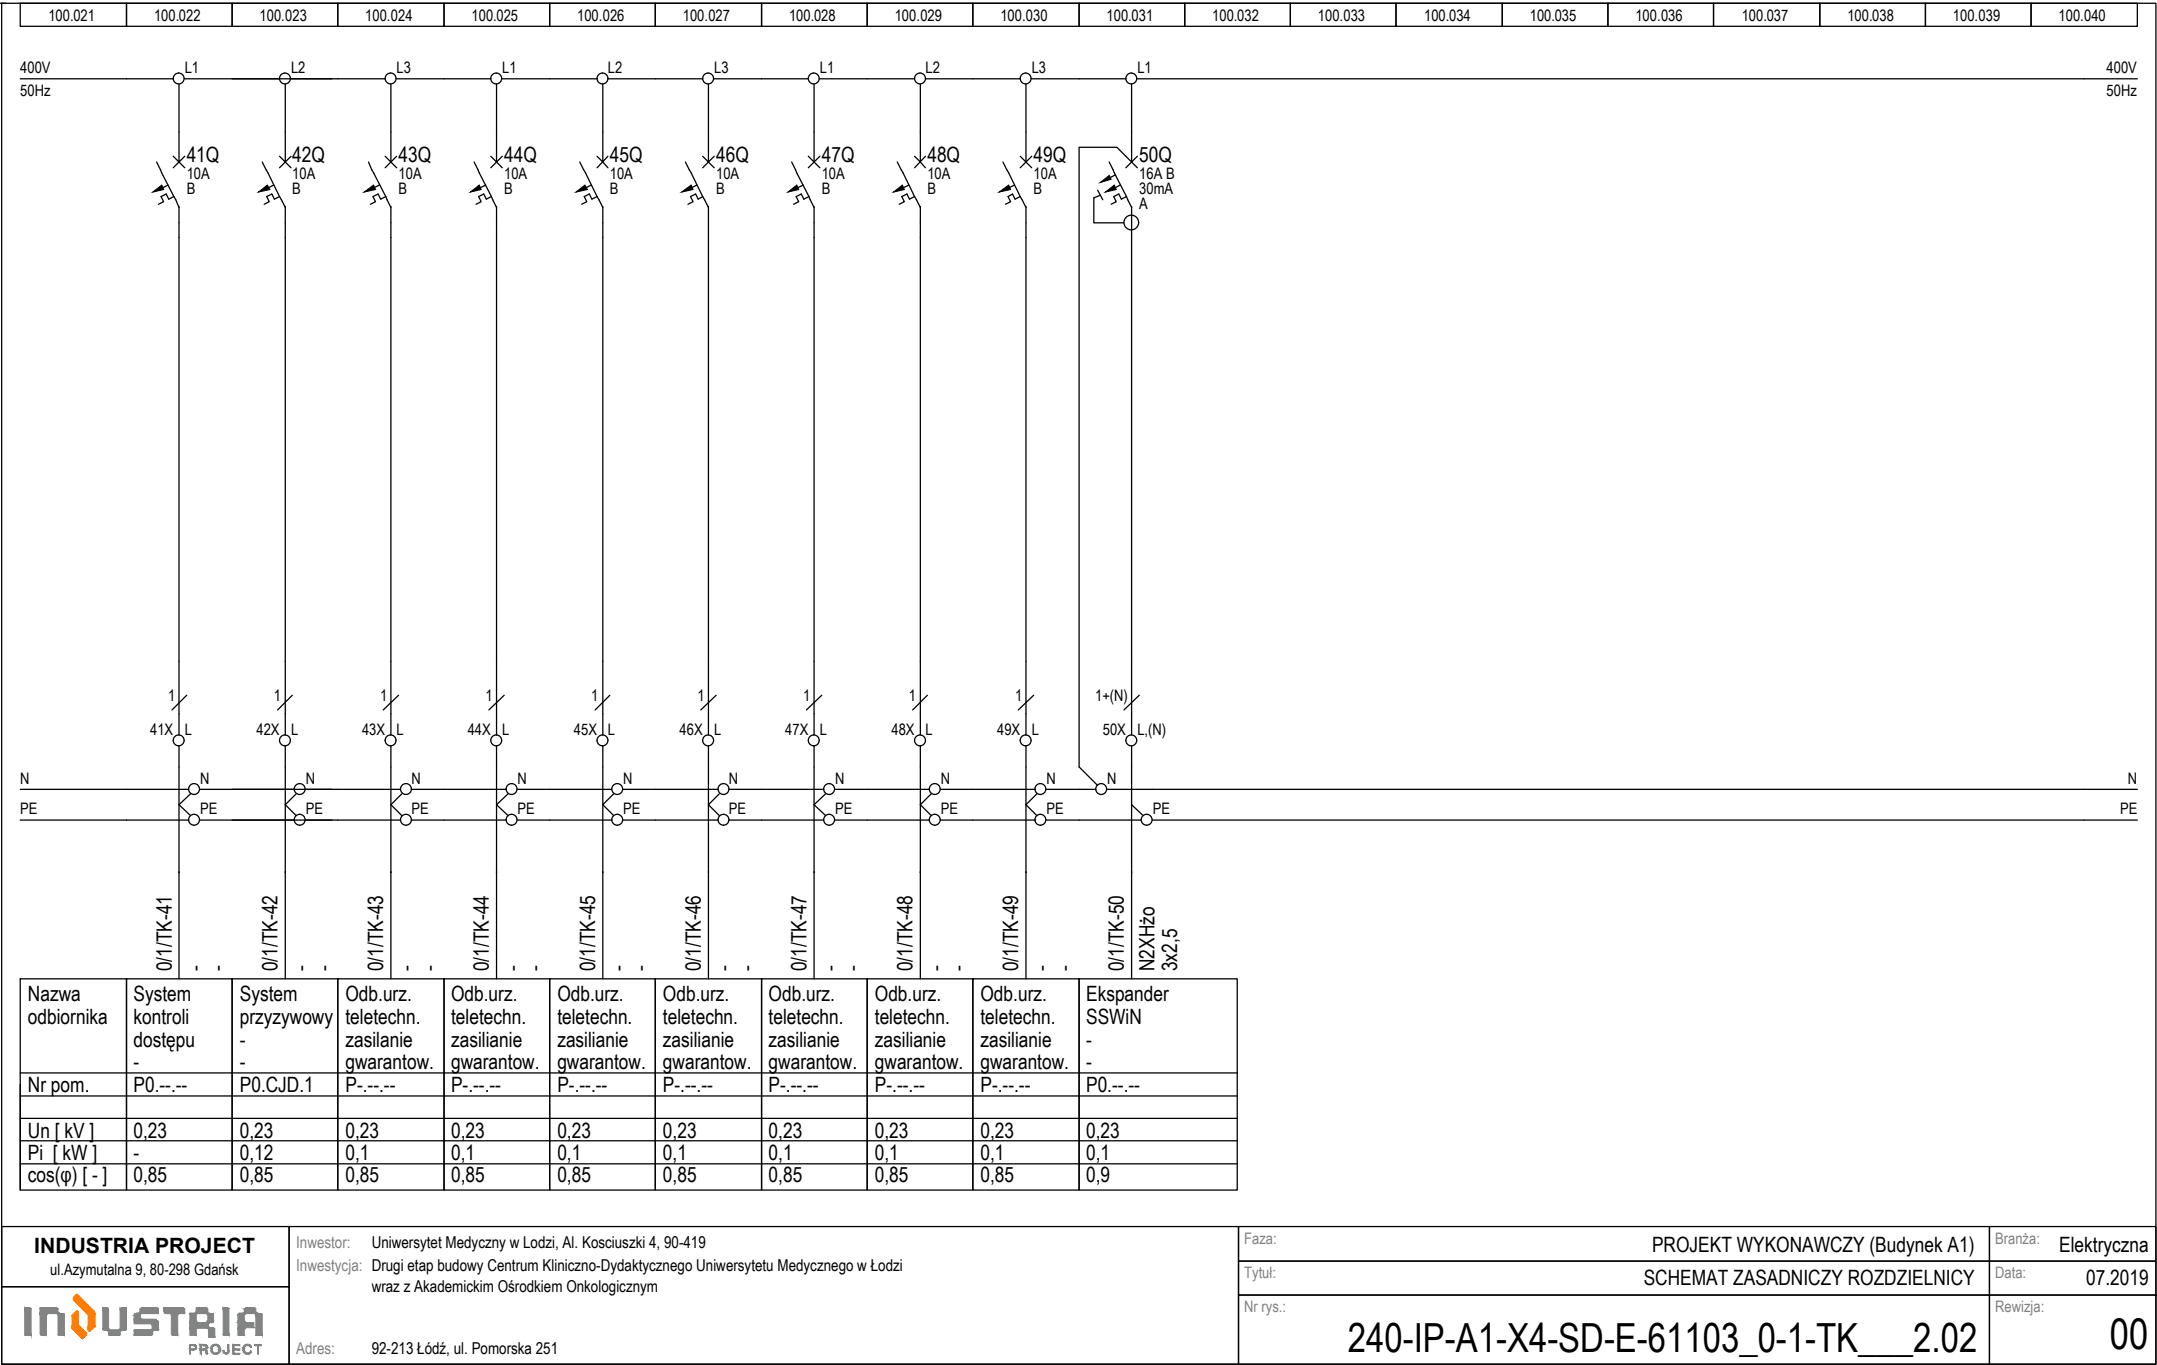 100.021 100.022 100.023 100.024 100.025 100.026 100.027 100.028 100.029 100.030 100.031 100.032 100.033 100.034 100.035 100.036 100.037 100.038 100.039 100.040
400V L1 L2 L3 L1 L2 L3 L1 L2 L3 L1 400V
50Hz 50Hz
41Q 42Q 43Q 44Q 45Q 46Q 47Q 48Q 49Q 50Q
10A 10A 10A 10A 10A 10A 10A 10A 10A 16A B
B B B B B B B B B 30mA
A
1 1 1 1 1 1 1 1 1 1+(N)
41X L 42X L 43X L 44X L 45X L 46X L 47X L 48X L 49X L 50X L,(N)
N N N N N N N N N N N N
PE PE PE PE PE PE PE PE PE PE PE PE
0/1/TK-41 - - 0/1/TK-42 - - 0/1/TK-43 - - 0/1/TK-44 - - 0/1/TK-45 - - 0/1/TK-46 - - 0/1/TK-47 - - 0/1/TK-48 - - 0/1/TK-49 - - 0/1/TK-50 N2XHżo 3x2,5
Nazwa System System Odb.urz. Odb.urz. Odb.urz. Odb.urz. Odb.urz. Odb.urz. Odb.urz. Ekspander
odbiornika kontroli przyzywowy teletechn. teletechn. teletechn. teletechn. teletechn. teletechn. teletechn. SSWiN
dostępu - zasilanie zasilianie zasilianie zasilianie zasilianie zasilianie zasilianie -
- - gwarantow. gwarantow. gwarantow. gwarantow. gwarantow. gwarantow. gwarantow. -
Nr pom. P0.--.-- P0.CJD.1 P-.--.-- P-.--.-- P-.--.-- P-.--.-- P-.--.-- P-.--.-- P-.--.-- P0.--.--
Un [ kV ] 0,23 0,23 0,23 0,23 0,23 0,23 0,23 0,23 0,23 0,23
Pi [ kW ] - 0,12 0,1 0,1 0,1 0,1 0,1 0,1 0,1 0,1
cos(φ) [ - ] 0,85 0,85 0,85 0,85 0,85 0,85 0,85 0,85 0,85 0,9
INDUSTRIA PROJECT
ul.Azymutalna 9, 80-298 Gdańsk
INDUSTRIA
PROJECT
Inwestor: Uniwersytet Medyczny w Lodzi, Al. Kosciuszki 4, 90-419
Inwestycja: Drugi etap budowy Centrum Kliniczno-Dydaktycznego Uniwersytetu Medycznego w Łodzi
wraz z Akademickim Ośrodkiem Onkologicznym
Adres: 92-213 Łódź, ul. Pomorska 251
Faza: PROJEKT WYKONAWCZY (Budynek A1)
Branża: Elektryczna
Tytuł: SCHEMAT ZASADNICZY ROZDZIELNICY
Data: 07.2019
Nr rys.: 240-IP-A1-X4-SD-E-61103_0-1-TK___2.02
Rewizja: 00